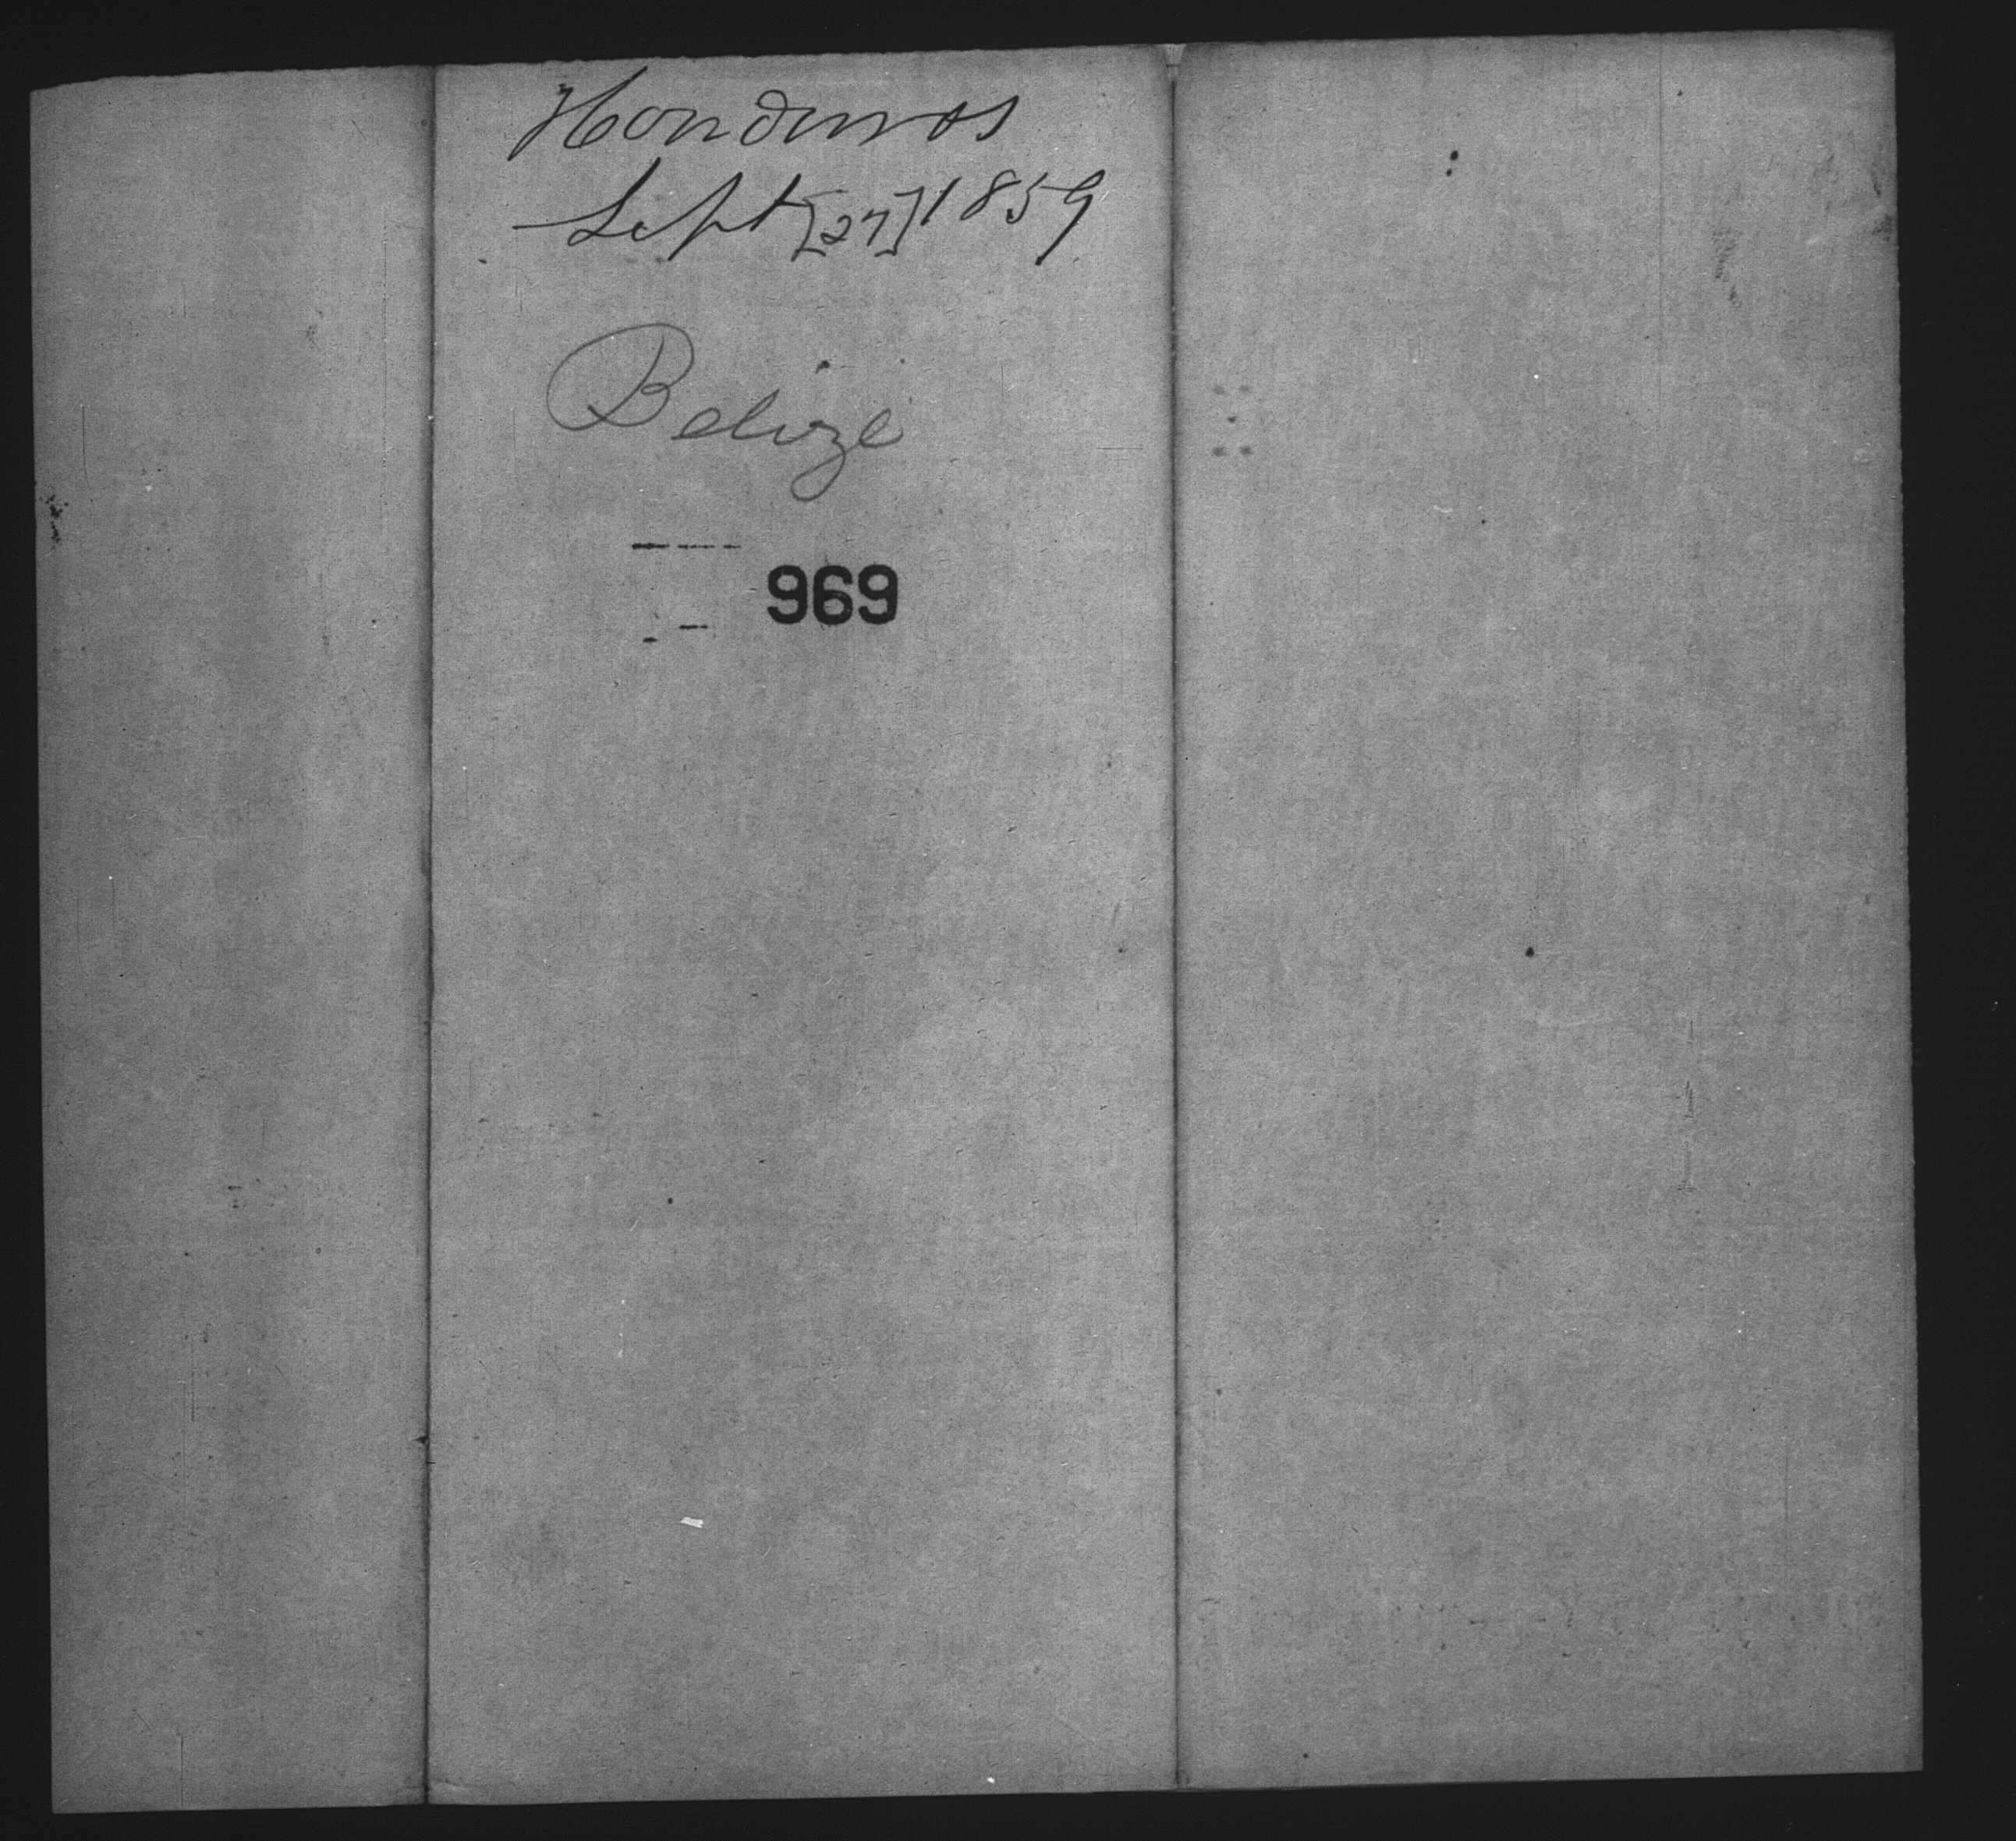 Honduras
Sept [27] 1859
Belize
969